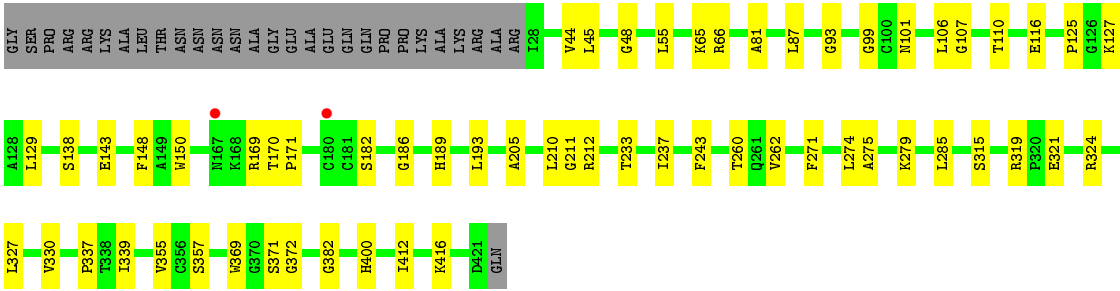 GLY SER PRO ARG ARG LYS ALA LEU THR ASN ASN ASN ASN ALA GLY GLU ALA GLU GLN GLN PRO PRO LYS ALA LYS ARG ALA ARG I28 V44 L45 G48 L55 K65 R66 A81 L87 G93 G99 C100 N101 L106 G107 T110 E116 P125 G126 K127
A128 L129 S138 E143 F148 A149 W150 N167 K168 R169 T170 P171 C180 C181 S182 G186 H189 L193 A205 L210 G211 R212 T233 I237 F243 T260 Q261 V262 F271 L274 A275 K279 L285 S315 R319 P320 E321 R324
L327 V330 P337 T338 I339 V355 C356 S357 W369 G370 S371 G372 G382 H400 I412 K416 D421 GLN